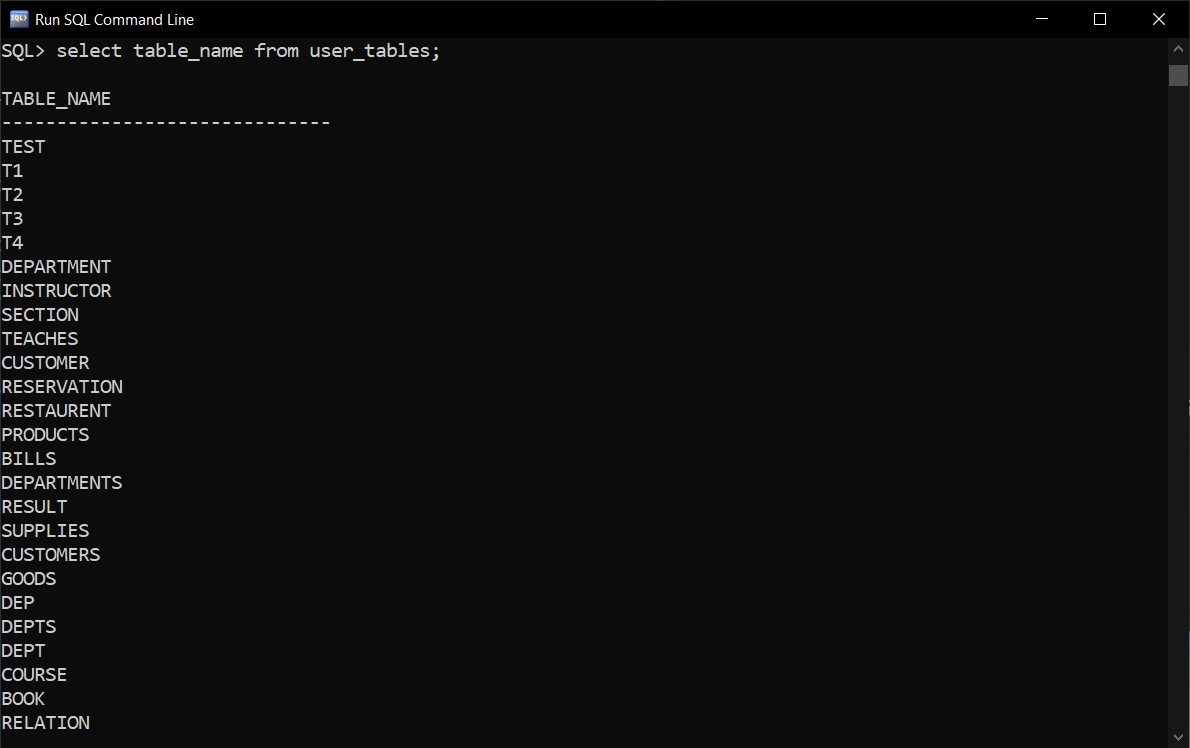 Run SQL Command Line
SQL> select table_name from user_tables;
TABLE_NAME
------------------------------
TEST
T1
T2
T3
T4
DEPARTMENT
INSTRUCTOR
SECTION
TEACHES
CUSTOMER
RESERVATION
RESTAURENT
PRODUCTS
BILLS
DEPARTMENTS
RESULT
SUPPLIES
CUSTOMERS
GOODS
DEP
DEPTS
DEPT
COURSE
BOOK
RELATION